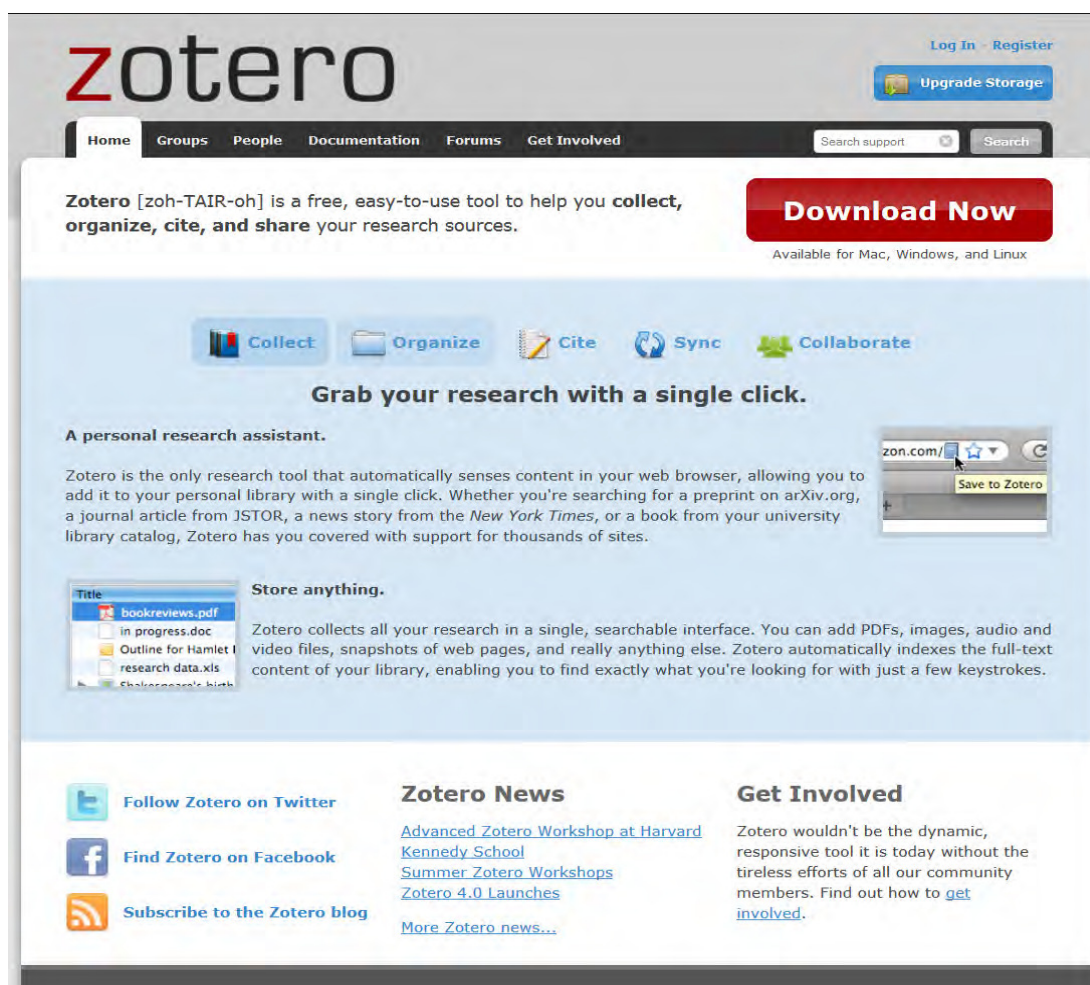 zotero
Log In - Register
Upgrade Storage
Home Groups People Documentation Forums Get Involved
Search support
Search
Zotero [zoh-TAIR-oh] is a free, easy-to-use tool to help you collect,
organize, cite, and share your research sources.
Download Now
Available for Mac, Windows, and Linux
Collect Organize Cite Sync Collaborate
Grab your research with a single click.
A personal research assistant.
Zotero is the only research tool that automatically senses content in your web browser, allowing you to
add it to your personal library with a single click. Whether you're searching for a preprint on arXiv.org,
a journal article from JSTOR, a news story from the New York Times, or a book from your university
library catalog, Zotero has you covered with support for thousands of sites.
zon.com/
Save to Zotero
Title
bookreviews.pdf
in progress.doc
Outline for Hamlet
research data.xls
Shakespeare's birth
Store anything.
Zotero collects all your research in a single, searchable interface. You can add PDFs, images, audio and
video files, snapshots of web pages, and really anything else. Zotero automatically indexes the full-text
content of your library, enabling you to find exactly what you're looking for with just a few keystrokes.
Follow Zotero on Twitter
Find Zotero on Facebook
Subscribe to the Zotero blog
Zotero News
Advanced Zotero Workshop at Harvard
Kennedy School
Summer Zotero Workshops
Zotero 4.0 Launches
More Zotero news...
Get Involved
Zotero wouldn't be the dynamic,
responsive tool it is today without the
tireless efforts of all our community
members. Find out how to get
involved.